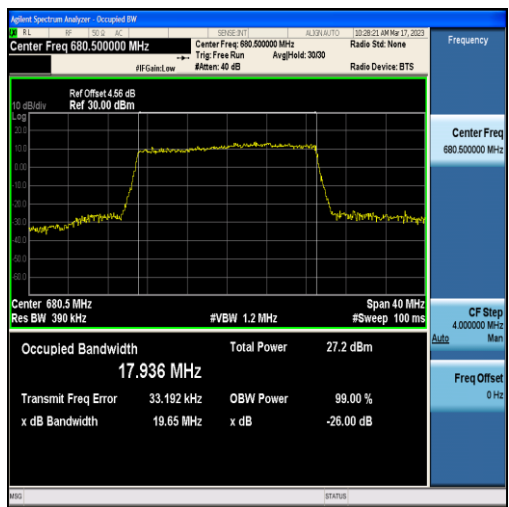 Agilent Spectrum Analyzer - Occupied BW
RL RF 50 Ω AC SENSE:INT ALIGN AUTO 10:28:21 AM Mar 17, 2023
Center Freq 680.500000 MHz
Center Freq: 680.500000 MHz
Radio Std: None
Trig: Free Run Avg|Hold: 30/30
#IFGain:Low #Atten: 40 dB
Radio Device: BTS
Frequency
Ref Offset 4.56 dB
10 dB/div Ref 30.00 dBm
Log
20.0
10.0
0.00
-10.0
-20.0
-30.0
-40.0
-50.0
-60.0
Center Freq
680.500000 MHz
Center 680.5 MHz Span 40 MHz
Res BW 390 kHz #VBW 1.2 MHz #Sweep 100 ms
CF Step
4.000000 MHz
Auto Man
Occupied Bandwidth Total Power 27.2 dBm
17.936 MHz
Freq Offset
0 Hz
Transmit Freq Error 33.192 kHz OBW Power 99.00 %
x dB Bandwidth 19.65 MHz x dB -26.00 dB
MSG STATUS